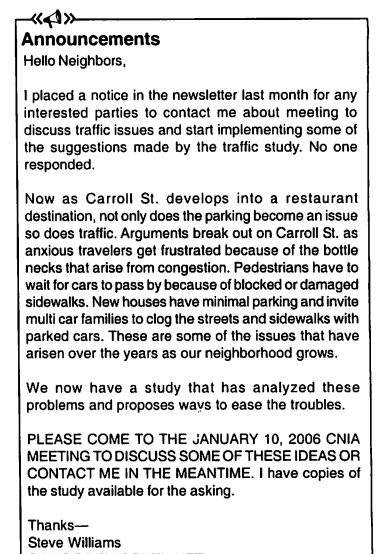 Announcements
Hello Neighbors,
I placed a notice in the newsletter last month for any
interested parties to contact me about meeting to
discuss traffic issues and start implementing some of
the suggestions made by the traffic study. No one
responded.
Now as Carroll St. develops into a restaurant
destination, not only does the parking become an issue
so does traffic. Arguments break out on Carroll St. as
anxious travelers get frustrated because of the bottle
necks that arise from congestion. Pedestrians have to
wait for cars to pass by because of blocked or damaged
sidewalks. New houses have minimal parking and invite
multi car families to clog the streets and sidewalks with
parked cars. These are some of the issues that have
arisen over the years as our neighborhood grows.
We now have a study that has analyzed these
problems and proposes ways to ease the troubles.
PLEASE COME TO THE JANUARY 10, 2006 CNIA
MEETING TO DISCUSS SOME OF THESE IDEAS OR
CONTACT ME IN THE MEANTIME. I have copies of
the study available for the asking.
Thanks—
Steve Williams